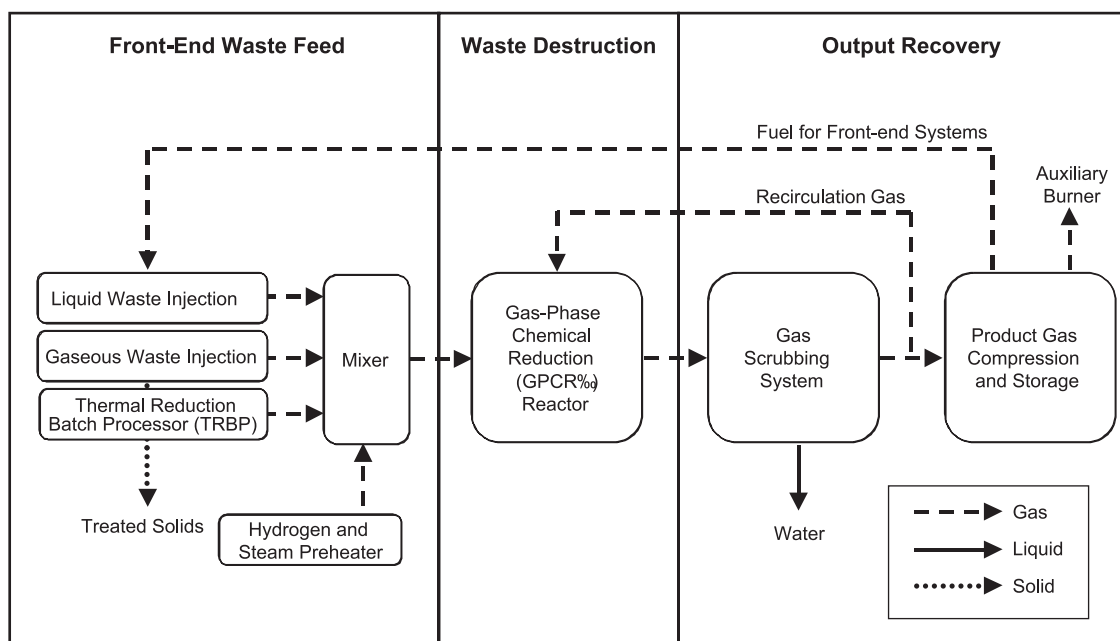 Front-End Waste Feed
Waste Destruction
Output Recovery
Fuel for Front-end Systems
Auxiliary
Burner
Recirculation Gas
Liquid Waste Injection
Gaseous Waste Injection
Thermal Reduction
Batch Processor (TRBP)
Mixer
Gas-Phase
Chemical
Reduction
(GPCR‰)
Reactor
Gas
Scrubbing
System
Product Gas
Compression
and Storage
Treated Solids
Hydrogen and
Steam Preheater
Water
Gas
Liquid
Solid